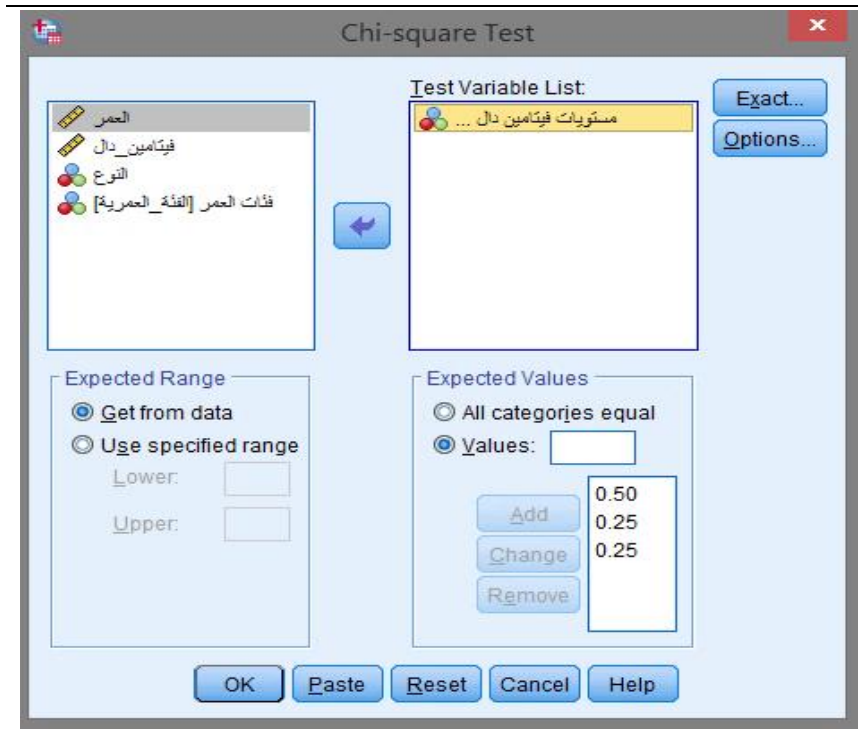 Chi-square Test
العمر
فيتامين_دال
النوع
فئات العمر [الفئة_العمرية]
Test Variable List:
مستويات فيتامين دال ...
Exact...
Options...
Expected Range
Get from data
Use specified range
Lower:
Upper:
Expected Values
All categories equal
Values:
Add
Change
Remove
0.50
0.25
0.25
OK
Paste
Reset
Cancel
Help